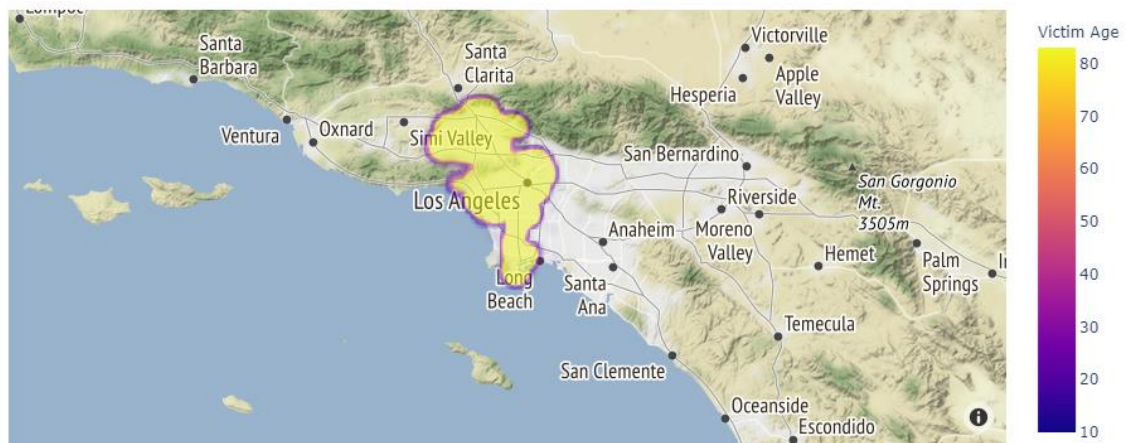 Lompoc
Santa
Barbara
Ventura
Oxnard
Santa
Clarita
Simi Valley
Los Angeles
Long
Beach
Victorville
Apple
Valley
Hesperia
San Bernardino
Riverside
Moreno
Valley
San Gorgonio
Mt.
3505m
Anaheim
Santa
Ana
Hemet
Palm
Springs
Temecula
San Clemente
Oceanside
Escondido
i
Victim Age
80
70
60
50
40
30
20
10